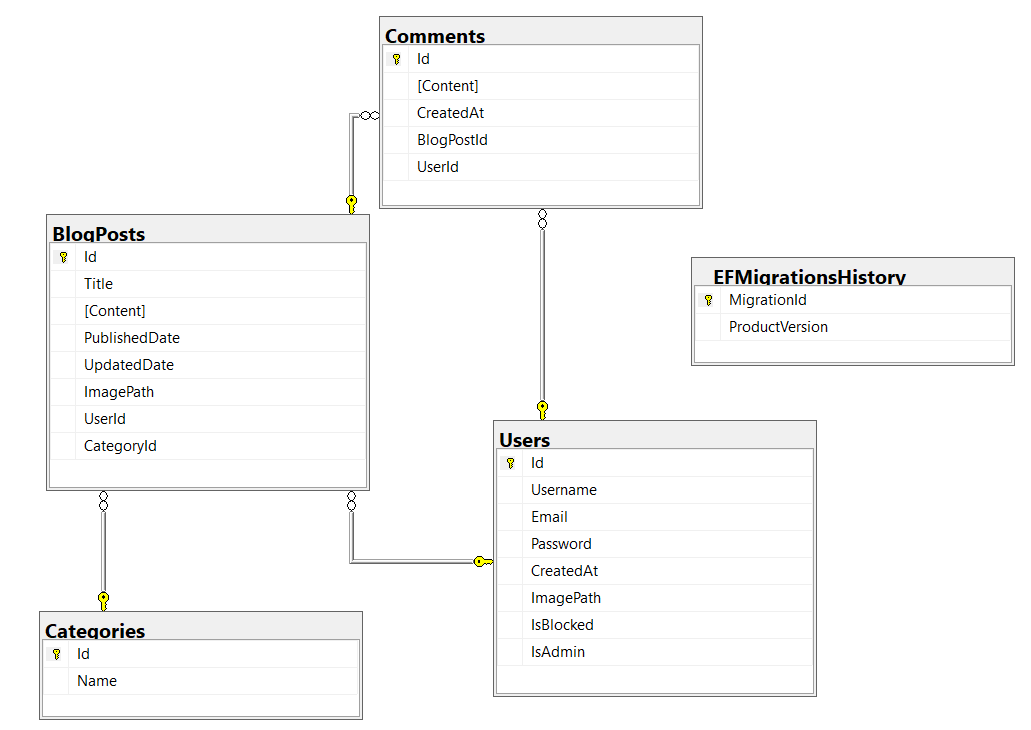 Comments
Id
[Content]
CreatedAt
BlogPostId
UserId
BlogPosts
Id
Title
[Content]
PublishedDate
UpdatedDate
ImagePath
UserId
CategoryId
EFMigrationsHistory
MigrationId
ProductVersion
Users
Id
Username
Email
Password
CreatedAt
ImagePath
IsBlocked
IsAdmin
Categories
Id
Name